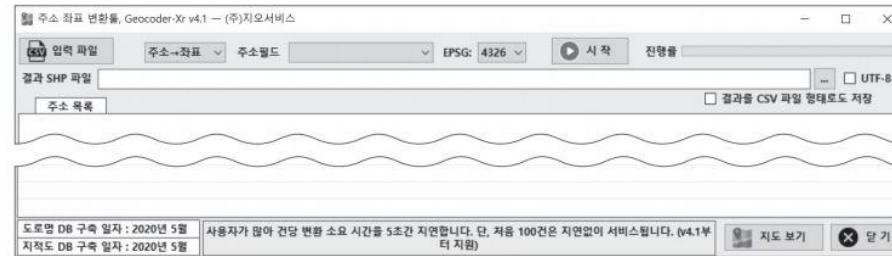 주소 좌표 변환툴, Geocoder-Xr v4.1 — (주)지오서비스
CSV 입력 파일 주소→좌표 주소필드 EPSG: 4326 시 작 진행률
결과 SHP 파일 ... UTF-8
주소 목록 결과를 CSV 파일 형태로도 저장
도로명 DB 구축 일자 : 2020년 5월
지적도 DB 구축 일자 : 2020년 5월
사용자가 많아 건당 변환 소요 시간을 5초간 지연합니다. 단, 처음 100건은 지연없이 서비스됩니다. (v4.1부
터 지원)
지도 보기 닫 기